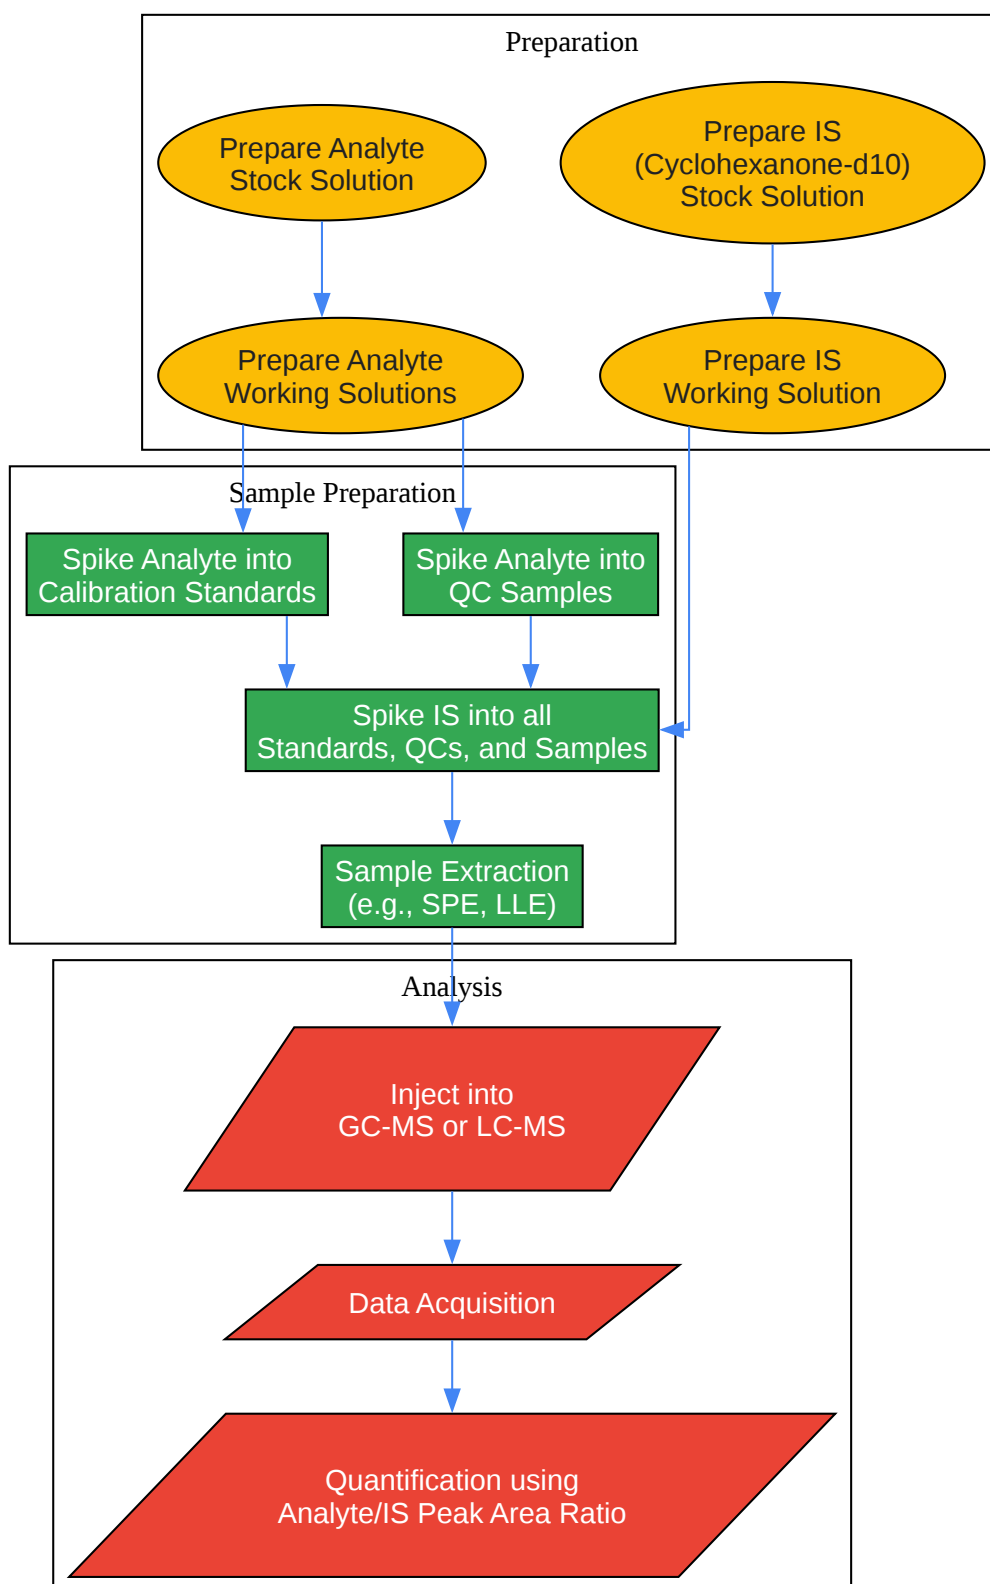 Preparation
Prepare Analyte
Stock Solution
Prepare IS
(Cyclohexanone-d10)
Stock Solution
Prepare Analyte
Working Solutions
Prepare IS
Working Solution
Sample Preparation
Spike Analyte into
Calibration Standards
Spike Analyte into
QC Samples
Spike IS into all
Standards, QCs, and Samples
Sample Extraction
(e.g., SPE, LLE)
Analysis
Inject into
GC-MS or LC-MS
Data Acquisition
Quantification using
Analyte/IS Peak Area Ratio